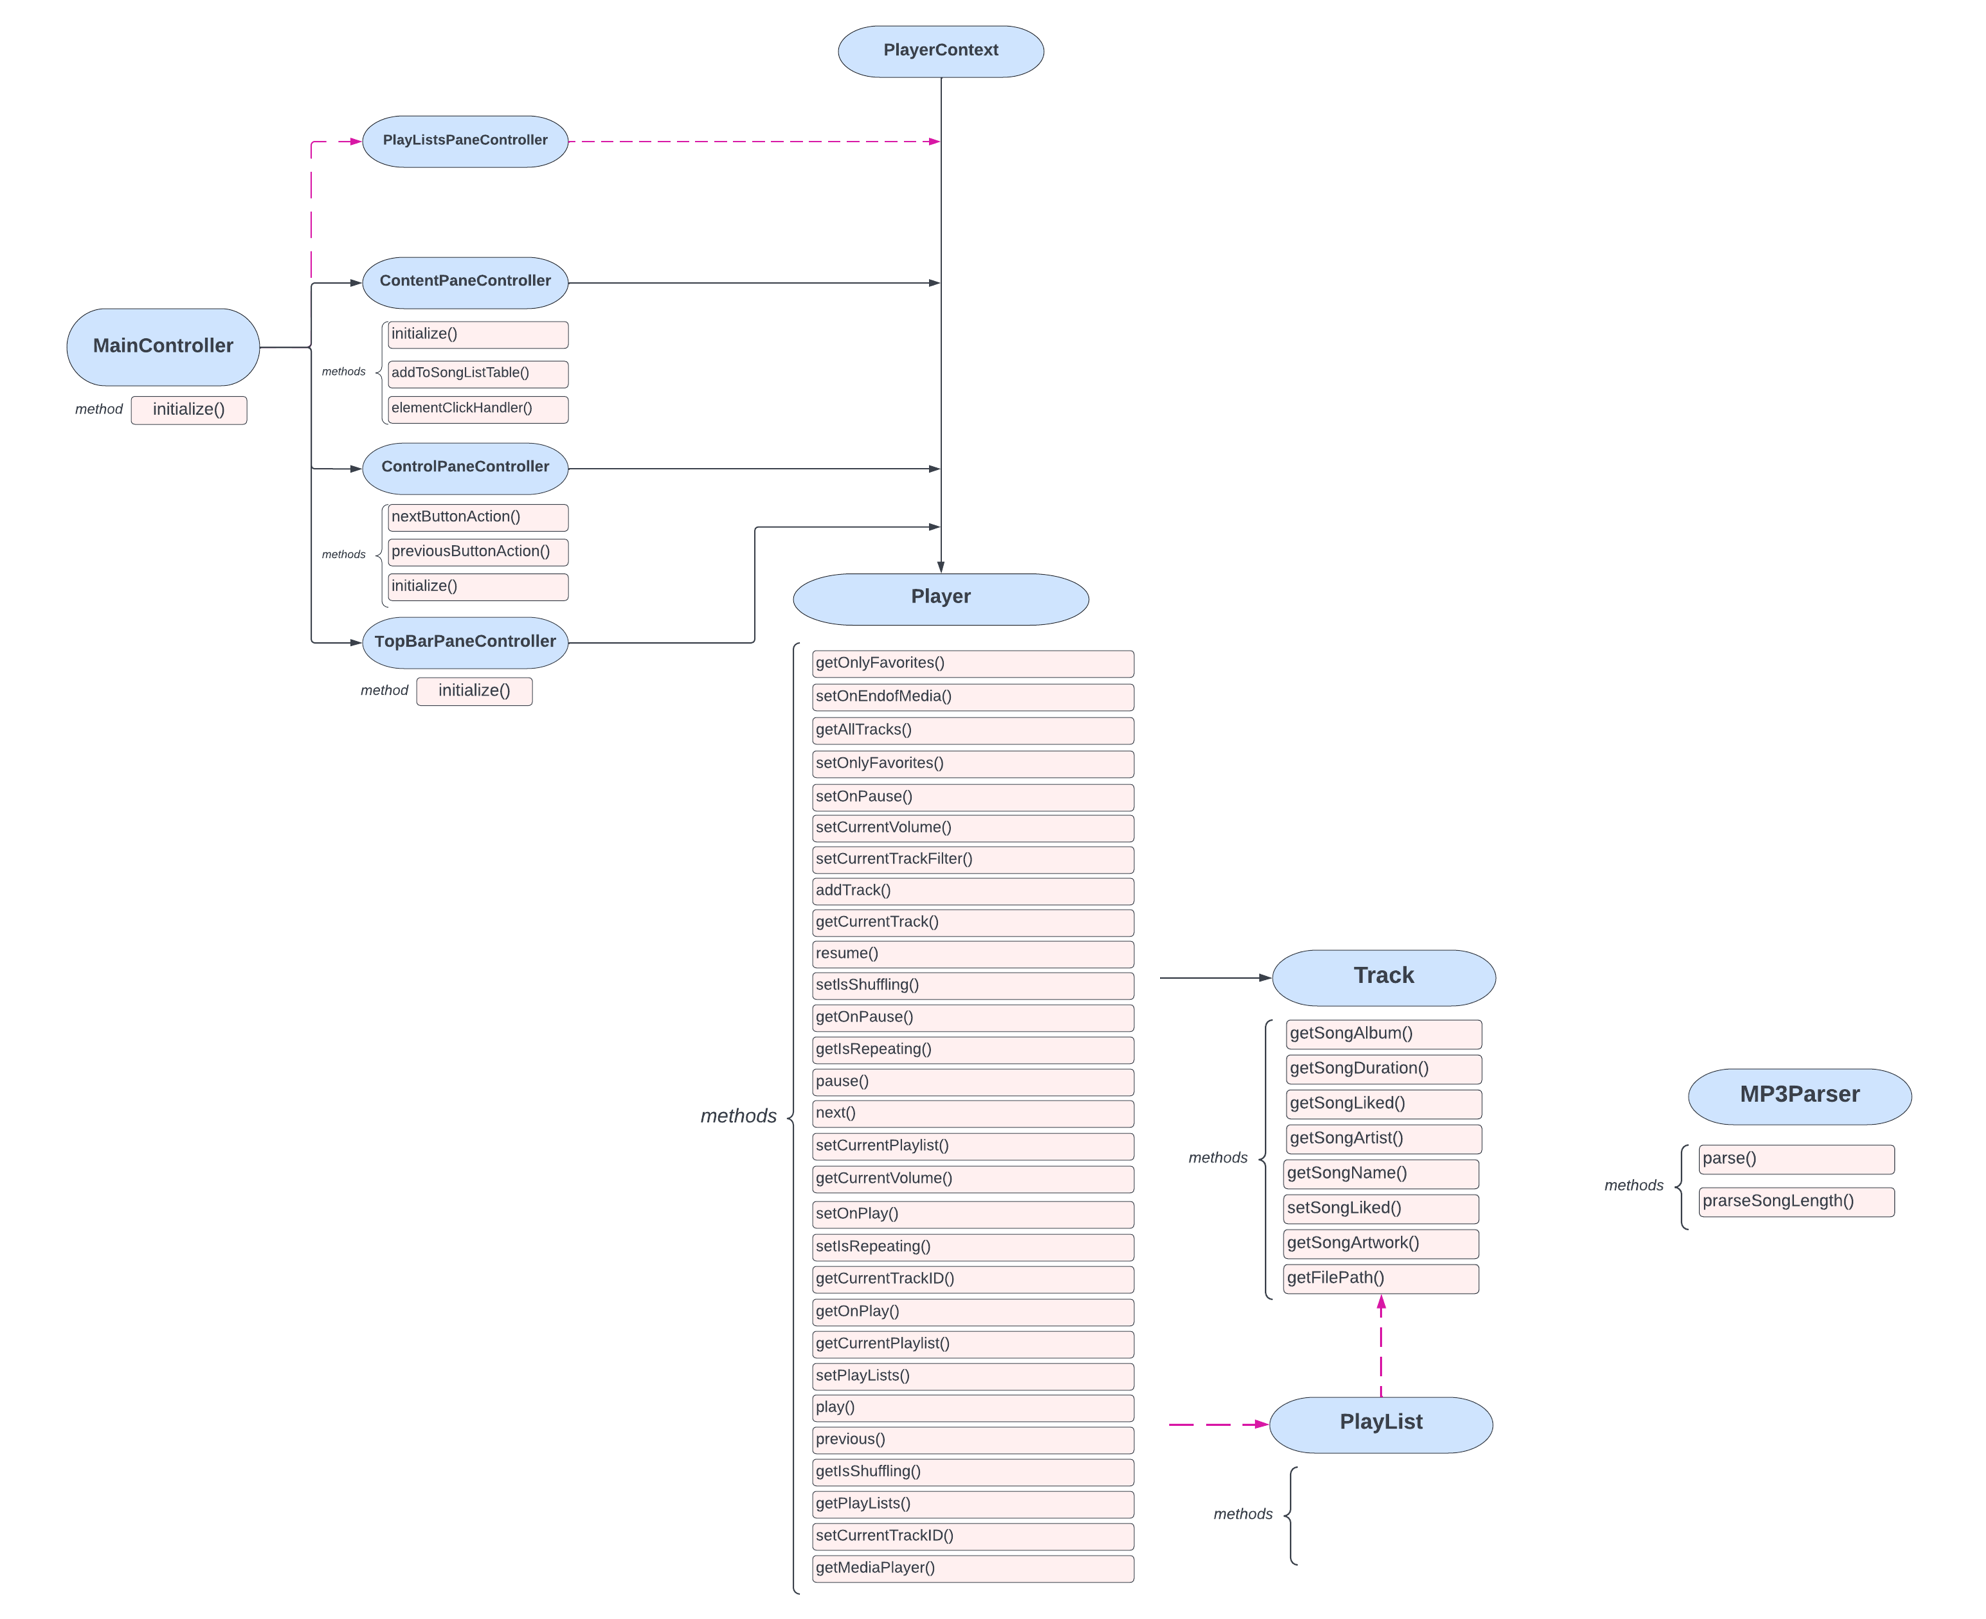 PlayerContext
PlayListsPaneController
ContentPaneController
initialize()
methods
addToSongListTable()
elementClickHandler()
MainController
method
initialize()
ControlPaneController
nextButtonAction()
methods
previousButtonAction()
initialize()
TopBarPaneController
method
initialize()
Player
methods
getOnlyFavorites()
setOnEndofMedia()
getAllTracks()
setOnlyFavorites()
setOnPause()
setCurrentVolume()
setCurrentTrackFilter()
addTrack()
getCurrentTrack()
resume()
setIsShuffling()
getOnPause()
getIsRepeating()
pause()
next()
setCurrentPlaylist()
getCurrentVolume()
setOnPlay()
setIsRepeating()
getCurrentTrackID()
getOnPlay()
getCurrentPlaylist()
setPlayLists()
play()
previous()
getIsShuffling()
getPlayLists()
setCurrentTrackID()
getMediaPlayer()
Track
methods
getSongAlbum()
getSongDuration()
getSongLiked()
getSongArtist()
getSongName()
setSongLiked()
getSongArtwork()
getFilePath()
MP3Parser
methods
parse()
prarseSongLength()
PlayList
methods